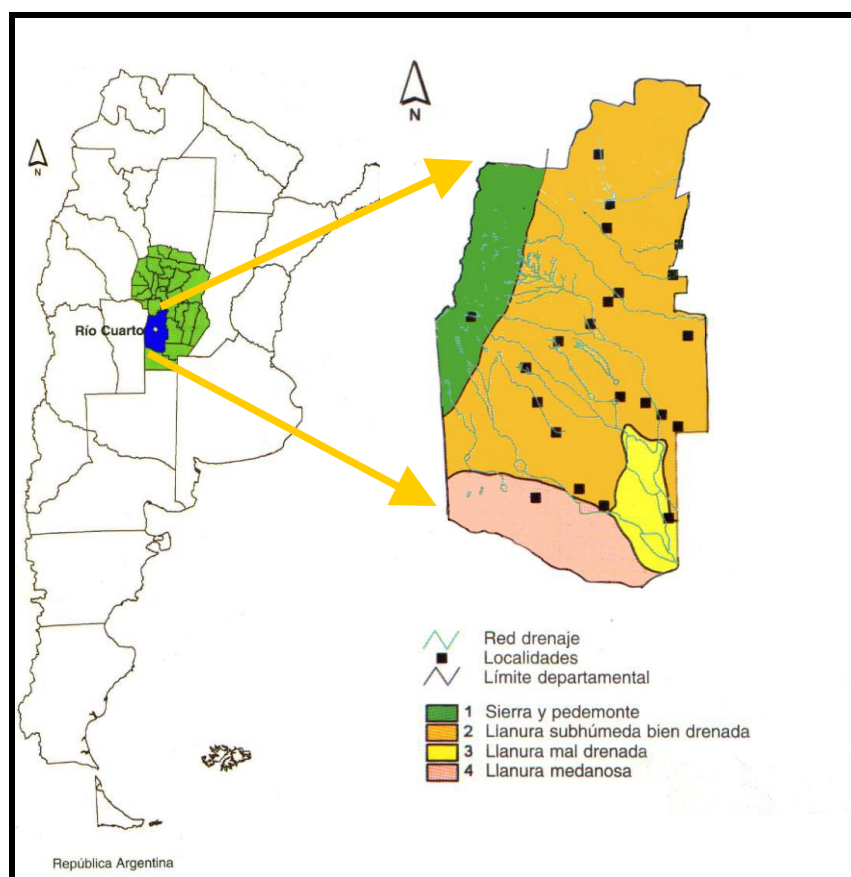 N
N
Río Cuarto
Red drenaje
Localidades
Límite departamental
1 Sierra y pedemonte
2 Llanura subhúmeda bien drenada
3 Llanura mal drenada
4 Llanura medanosa
República Argentina